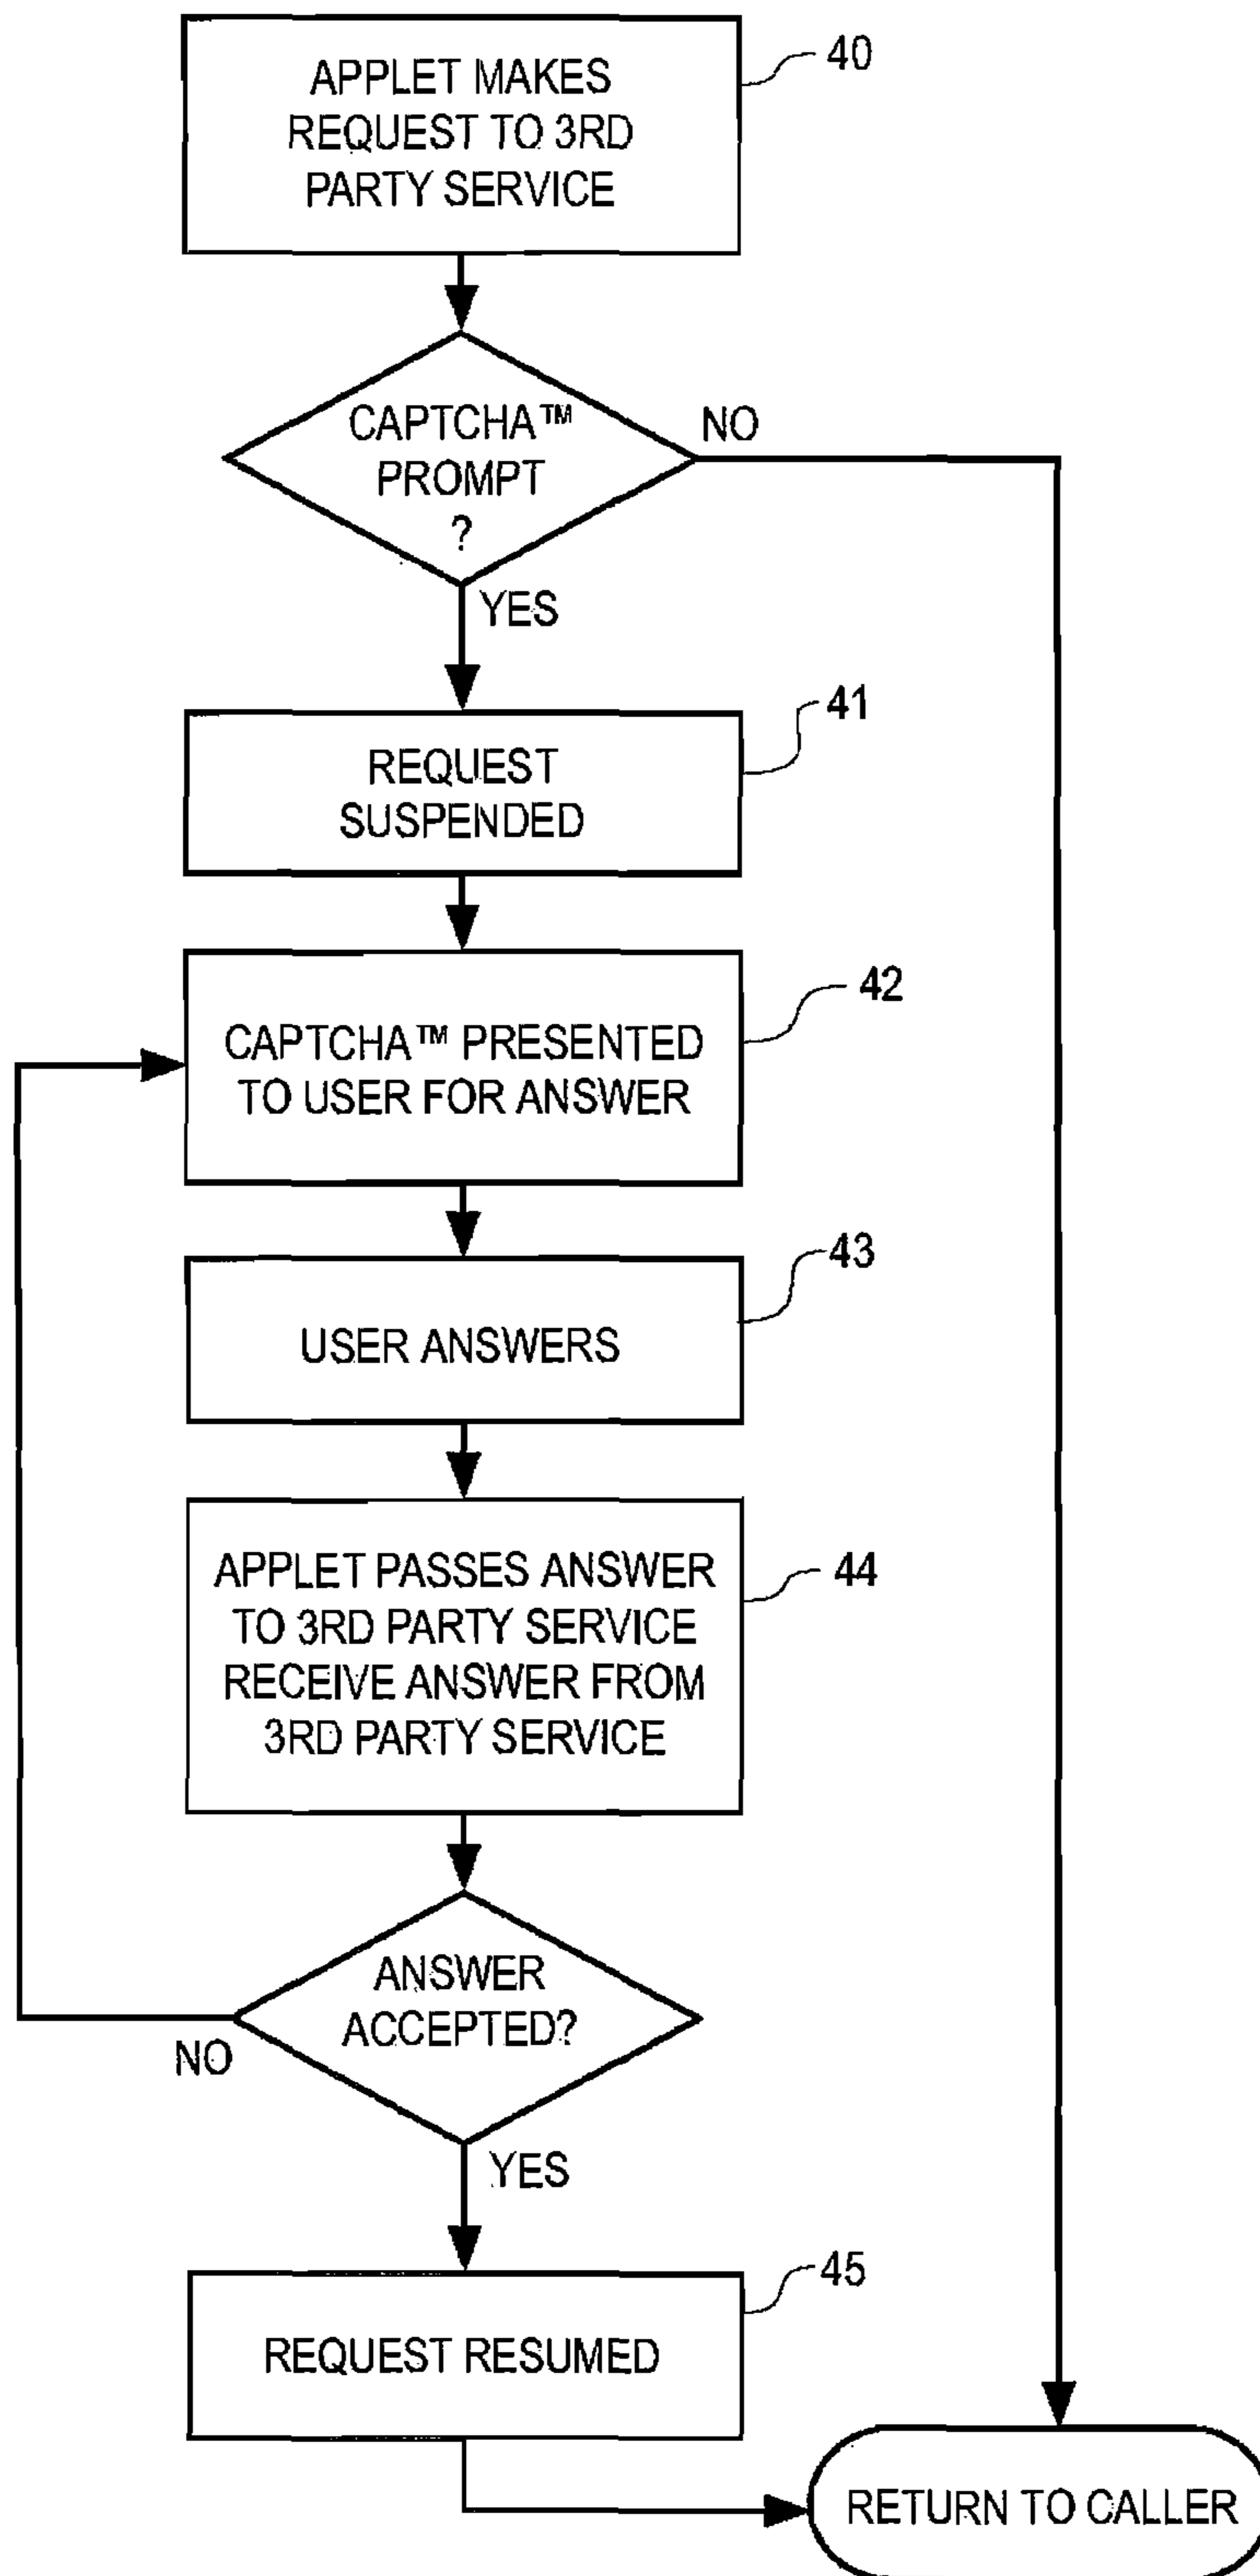 APPLET MAKES
REQUEST TO 3RD
PARTY SERVICE
40
CAPTCHA™
PROMPT
?
NO
YES
41
REQUEST
SUSPENDED
42
CAPTCHA™ PRESENTED
TO USER FOR ANSWER
43
USER ANSWERS
44
APPLET PASSES ANSWER
TO 3RD PARTY SERVICE
RECEIVE ANSWER FROM
3RD PARTY SERVICE
ANSWER
ACCEPTED?
NO
YES
45
REQUEST RESUMED
RETURN TO CALLER